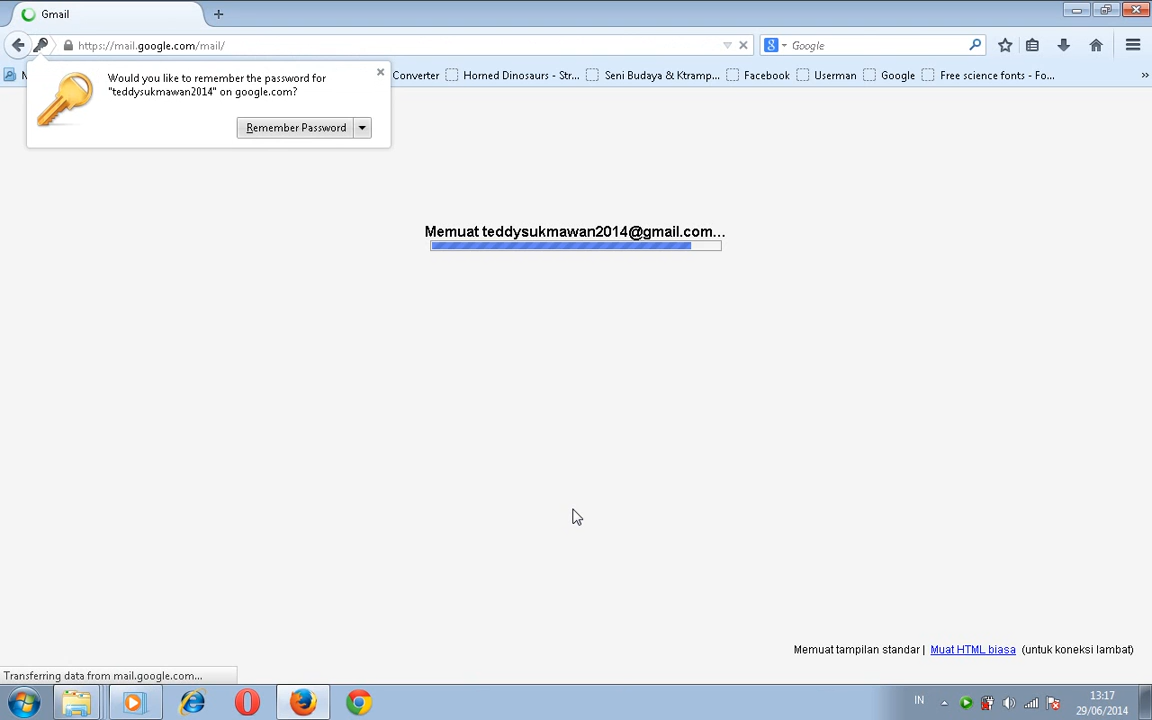 Gmail
https://mail.google.com/mail/
Google
Converter
Horned Dinosaurs - Str...
Seni Budaya & Ktramp...
Facebook
Userman
Google
Free science fonts - Fo...
Would you like to remember the password for
"teddysukmawan2014" on google.com?
Remember Password
Memuat teddysukmawan2014@gmail.com...
Memuat tampilan standar | Muat HTML biasa (untuk koneksi lambat)
Transferring data from mail.google.com...
IN
13:17
29/06/2014